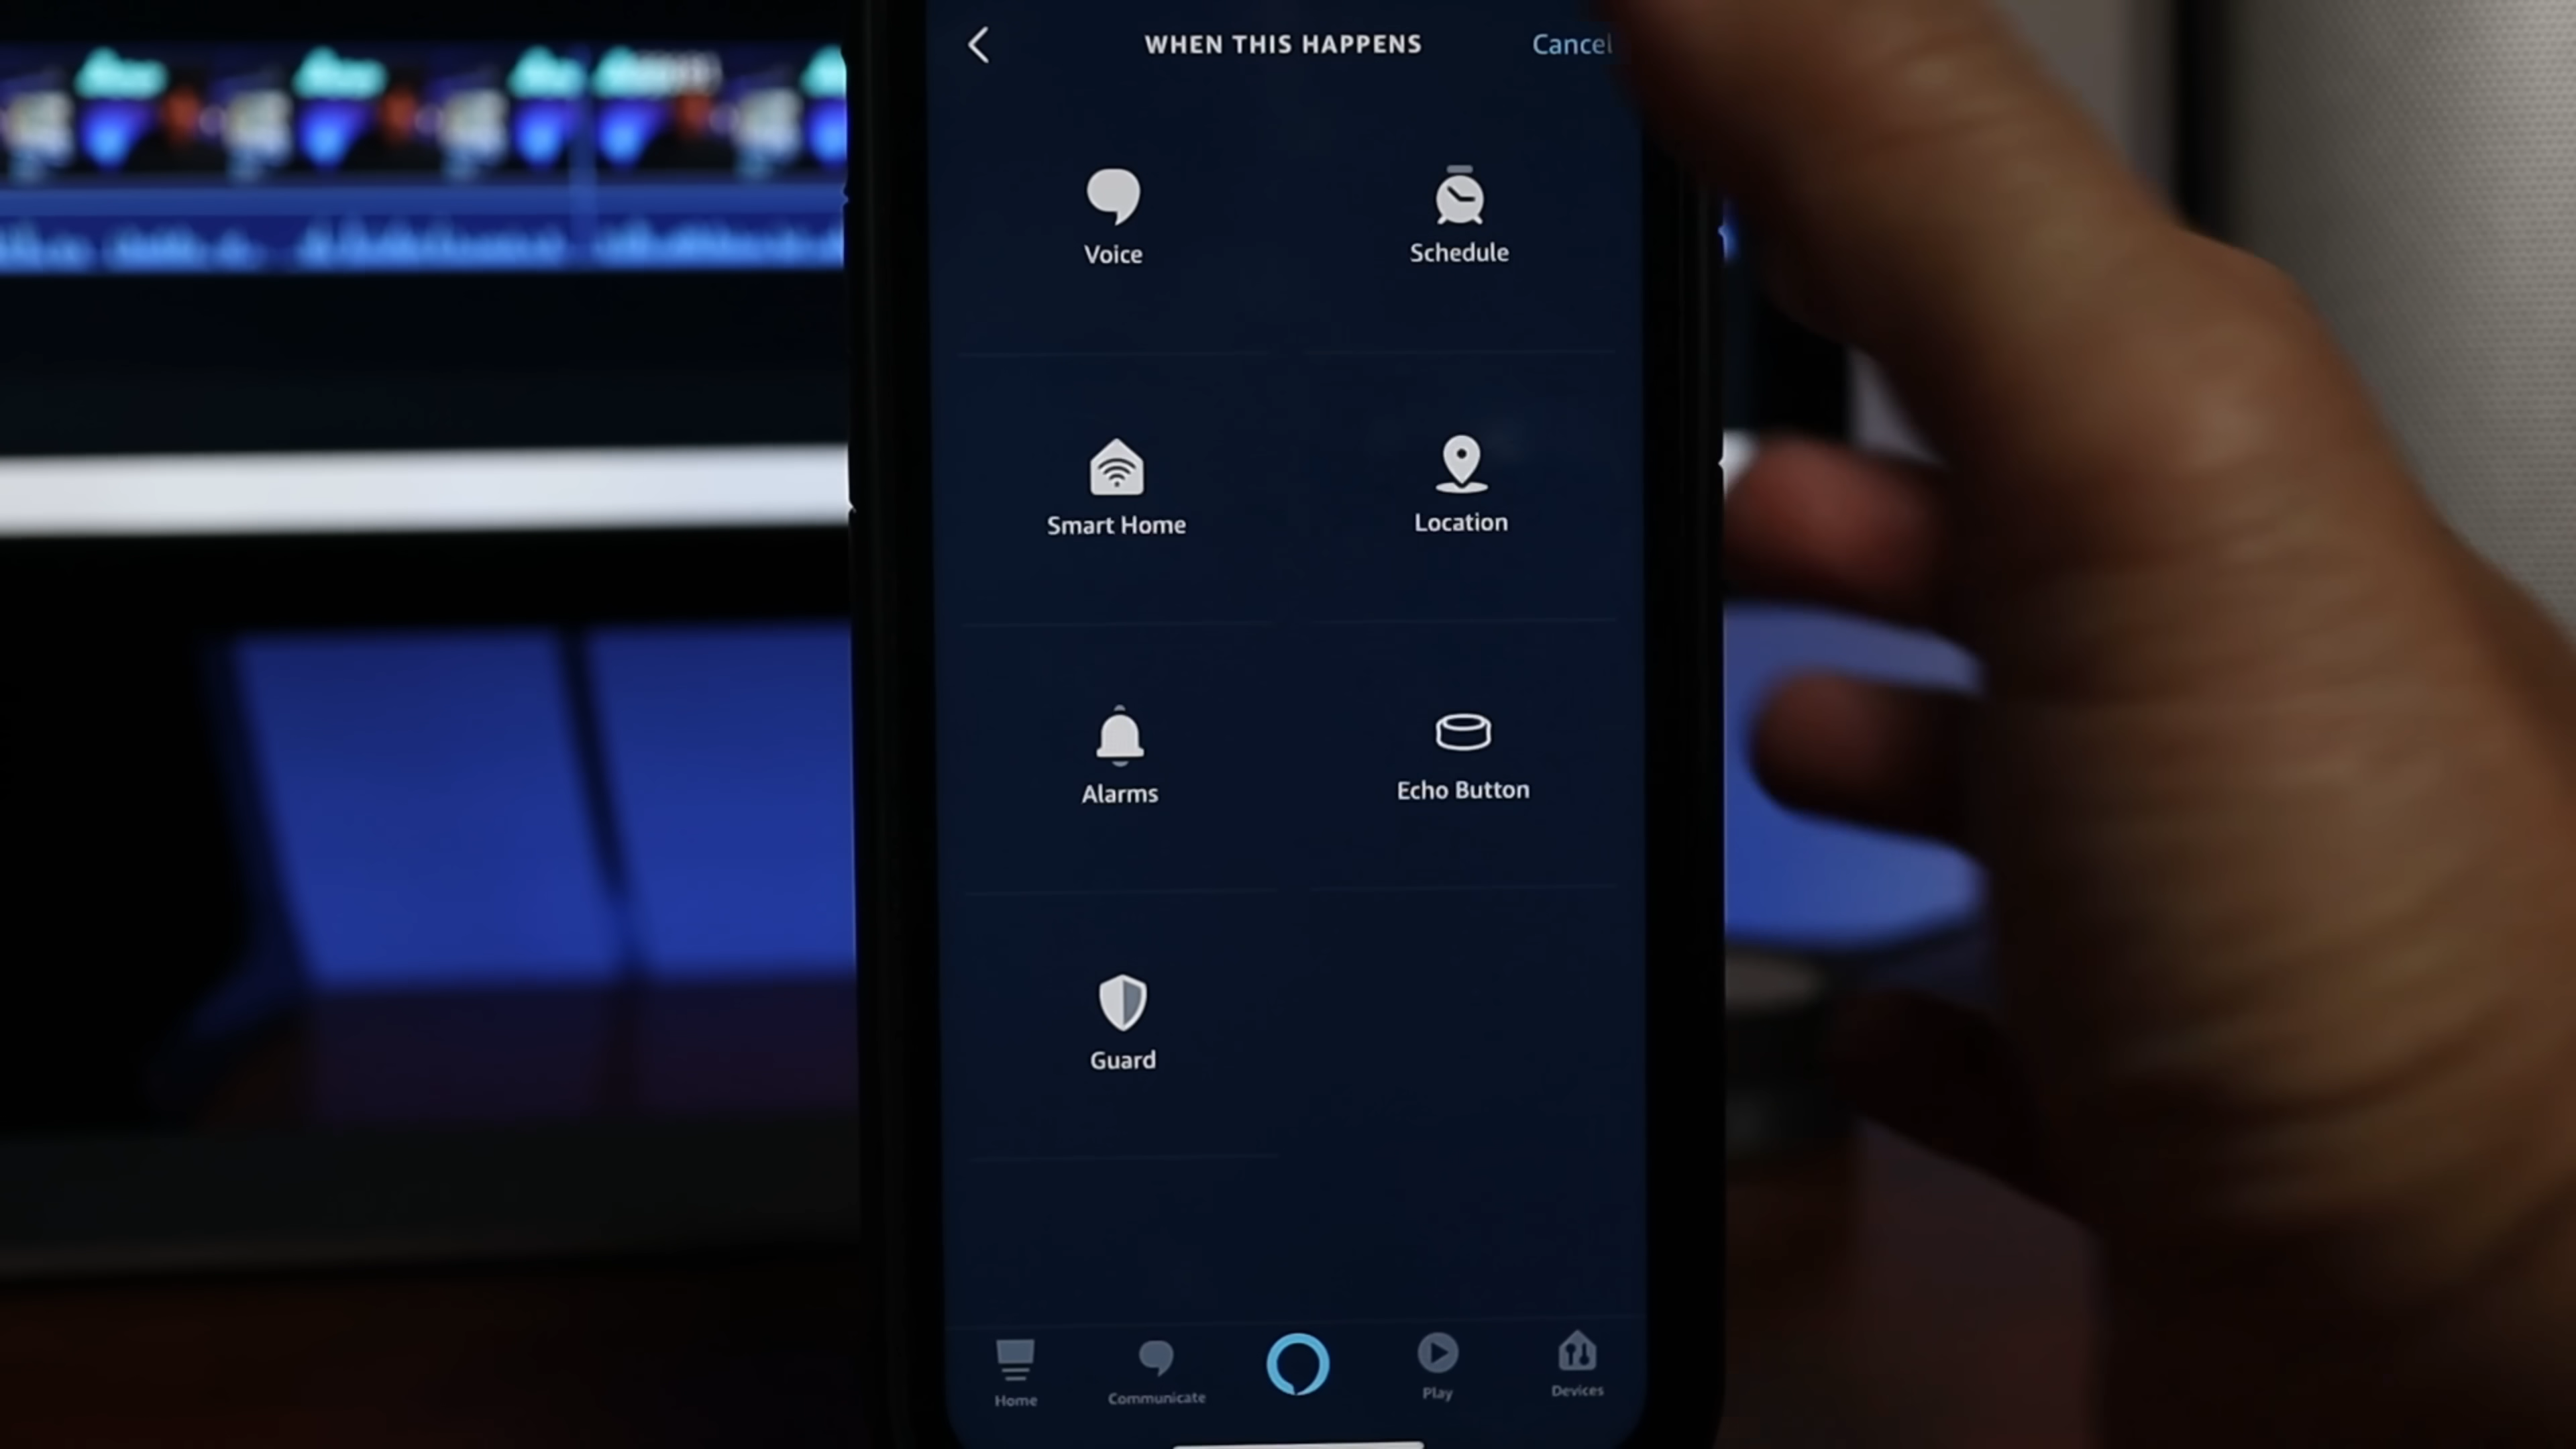 WHEN THIS HAPPENS Cancel
Voice Schedule
Smart Home Location
Alarms Echo Button
Guard
Home Communicate Play Devices